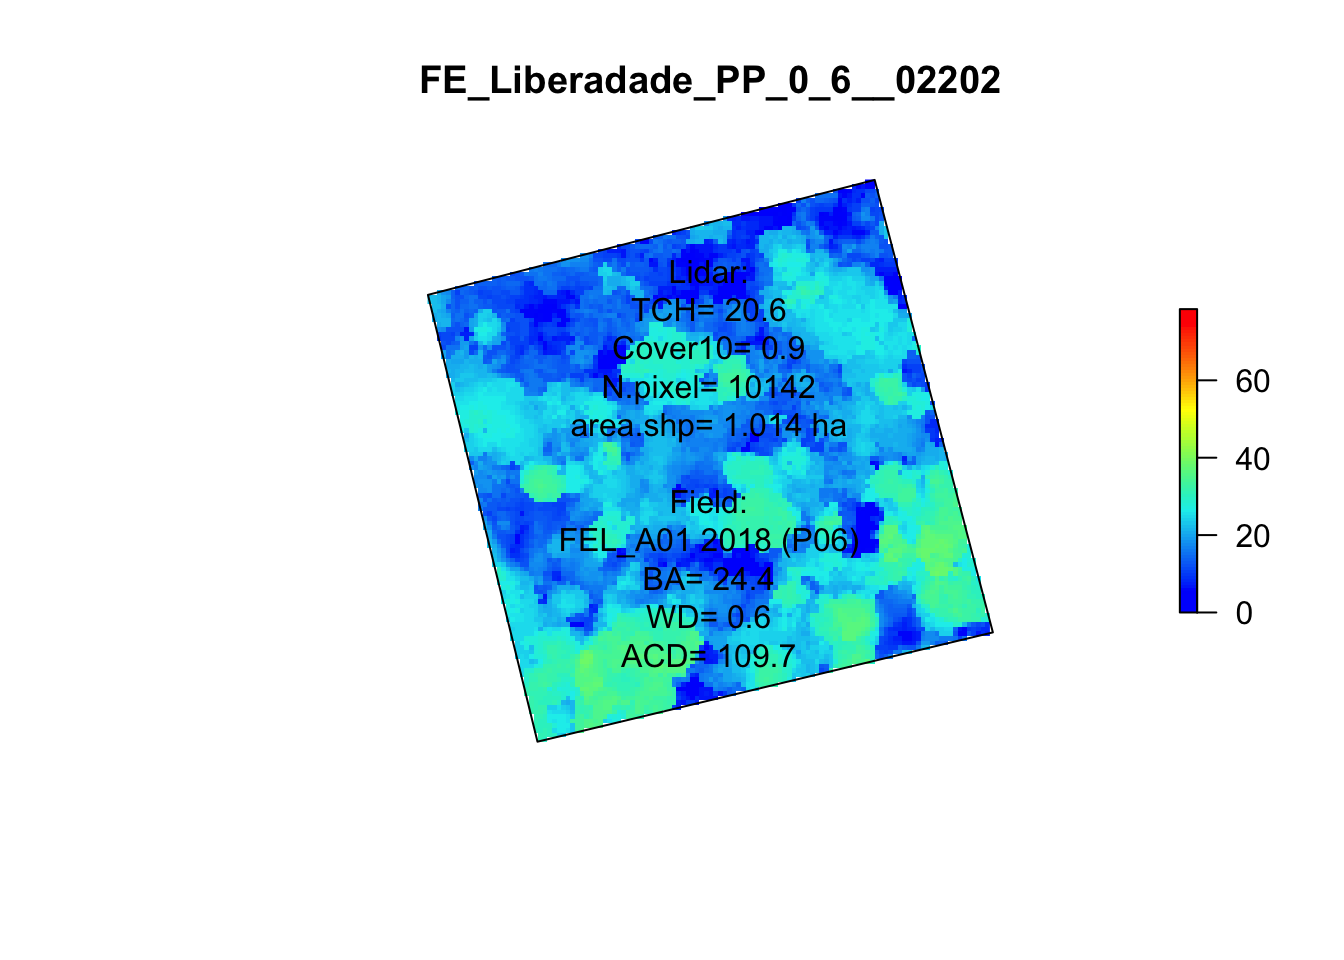 FE_Liberadade_PP_0_6__02202
Lidar:
TCH= 20.6
Cover10= 0.9
N.pixel= 10142
area.shp= 1.014 ha
Field:
FEL_A01 2018 (P06)
BA= 24.4
WD= 0.6
ACD= 109.7
60
40
20
0